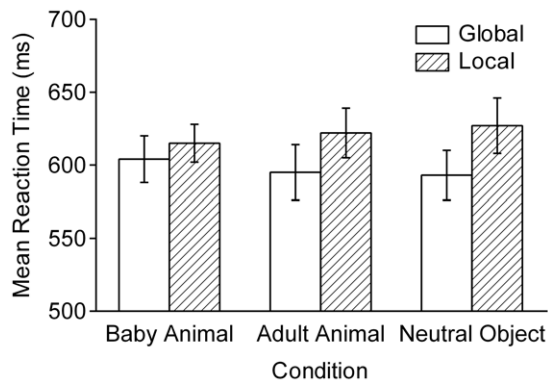 700
650
600
550
500
Mean Reaction Time (ms)
Global
Local
Baby Animal
Adult Animal
Neutral Object
Condition